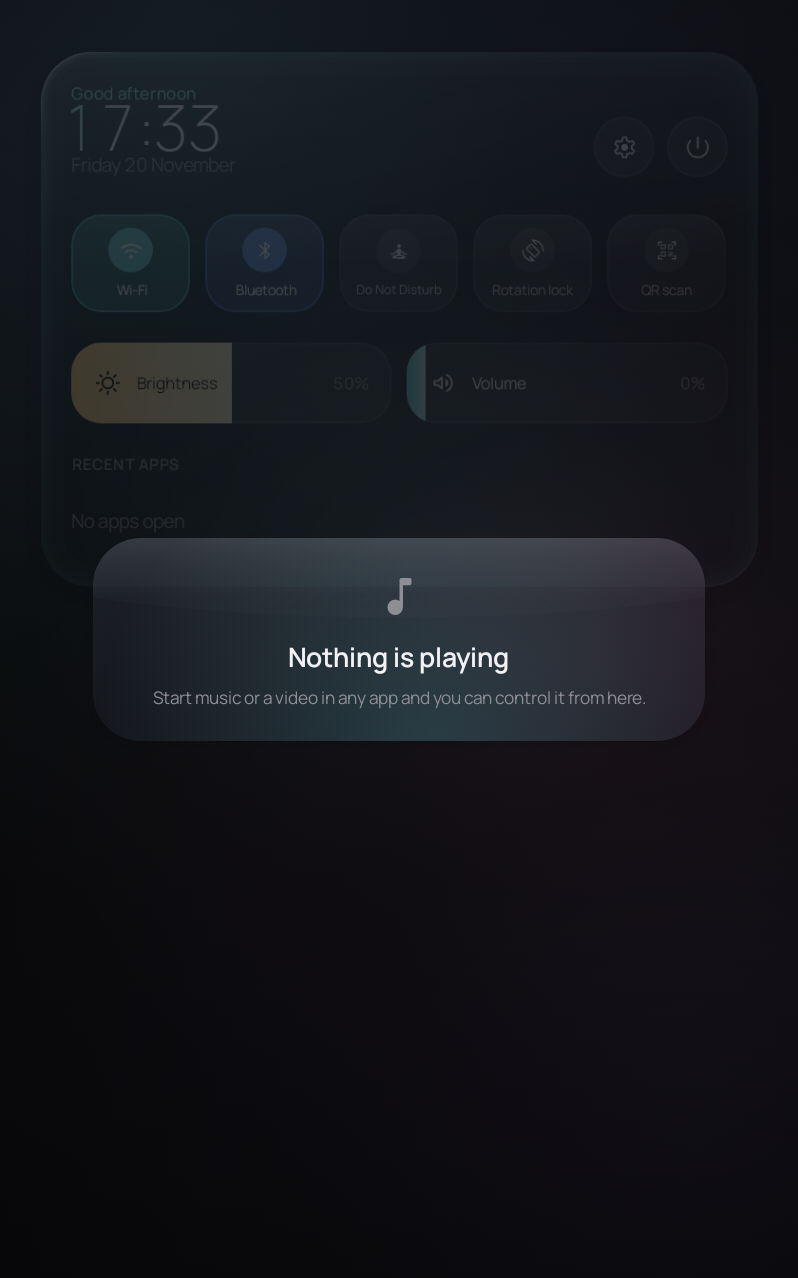 Good afternoon
17:33
Friday 20 November
Wi-Fi
Bluetooth
Do Not Disturb
Rotation lock
QR scan
Brightness
50%
Volume
0%
RECENT APPS
No apps open
Nothing is playing
Start music or a video in any app and you can control it from here.